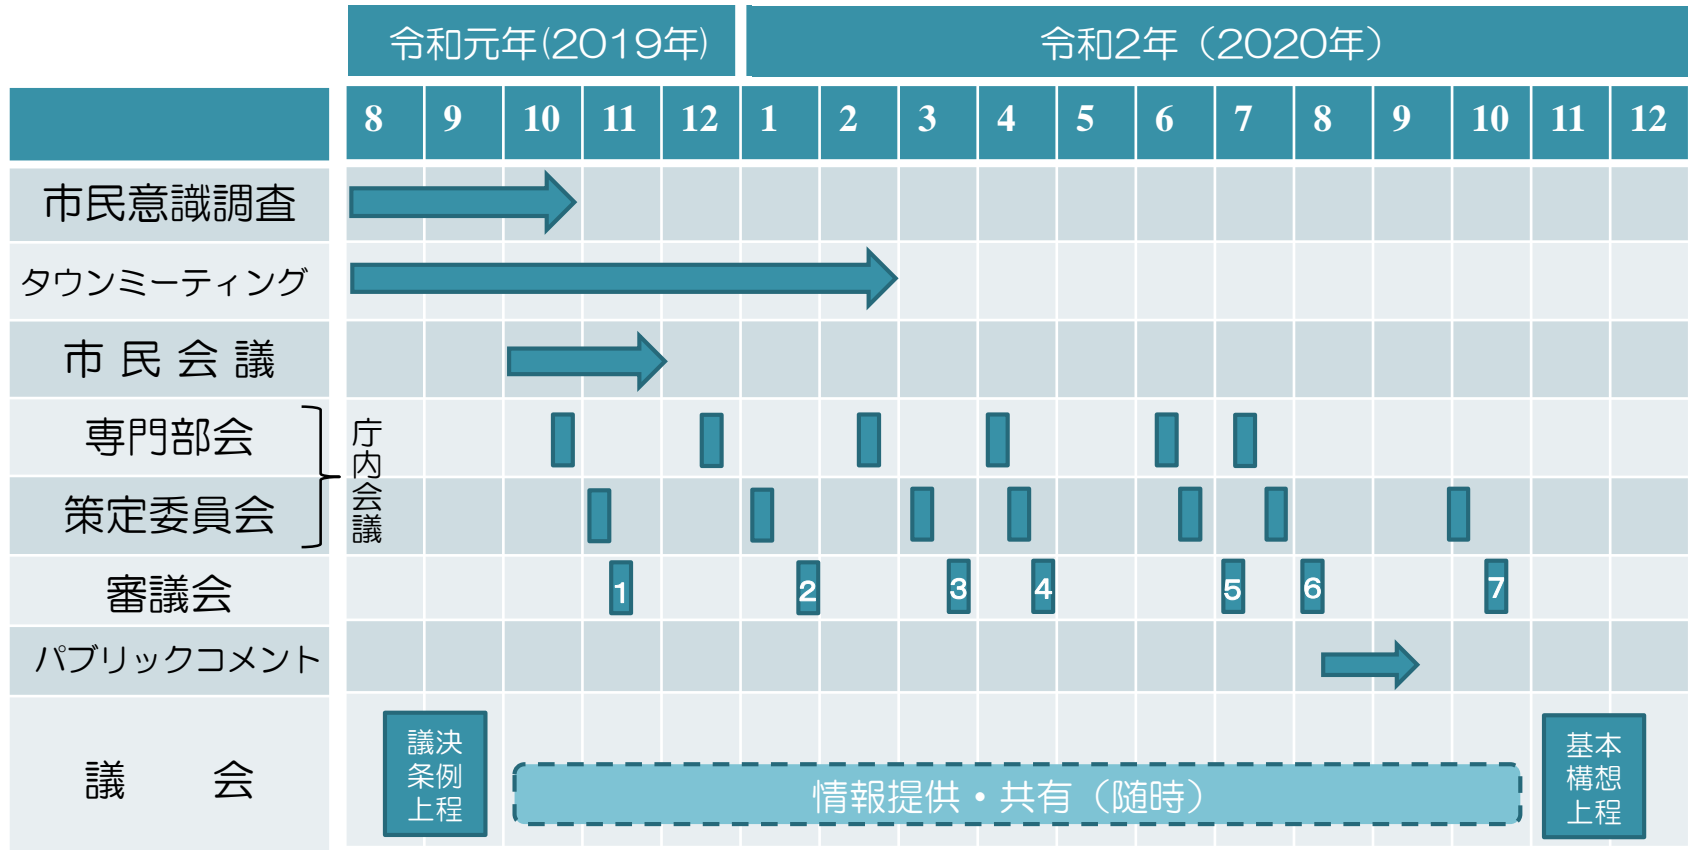 令和元年(2019年)
令和2年（2020年）
8 9 10 11 12 1 2 3 4 5 6 7 8 9 10 11 12
市民意識調査
タウンミーティング
市民会議
専門部会
策定委員会
庁内会議
審議会
1 2 3 4 5 6 7
パブリックコメント
議会
議決
条例
上程
情報提供・共有（随時）
基本
構想
上程